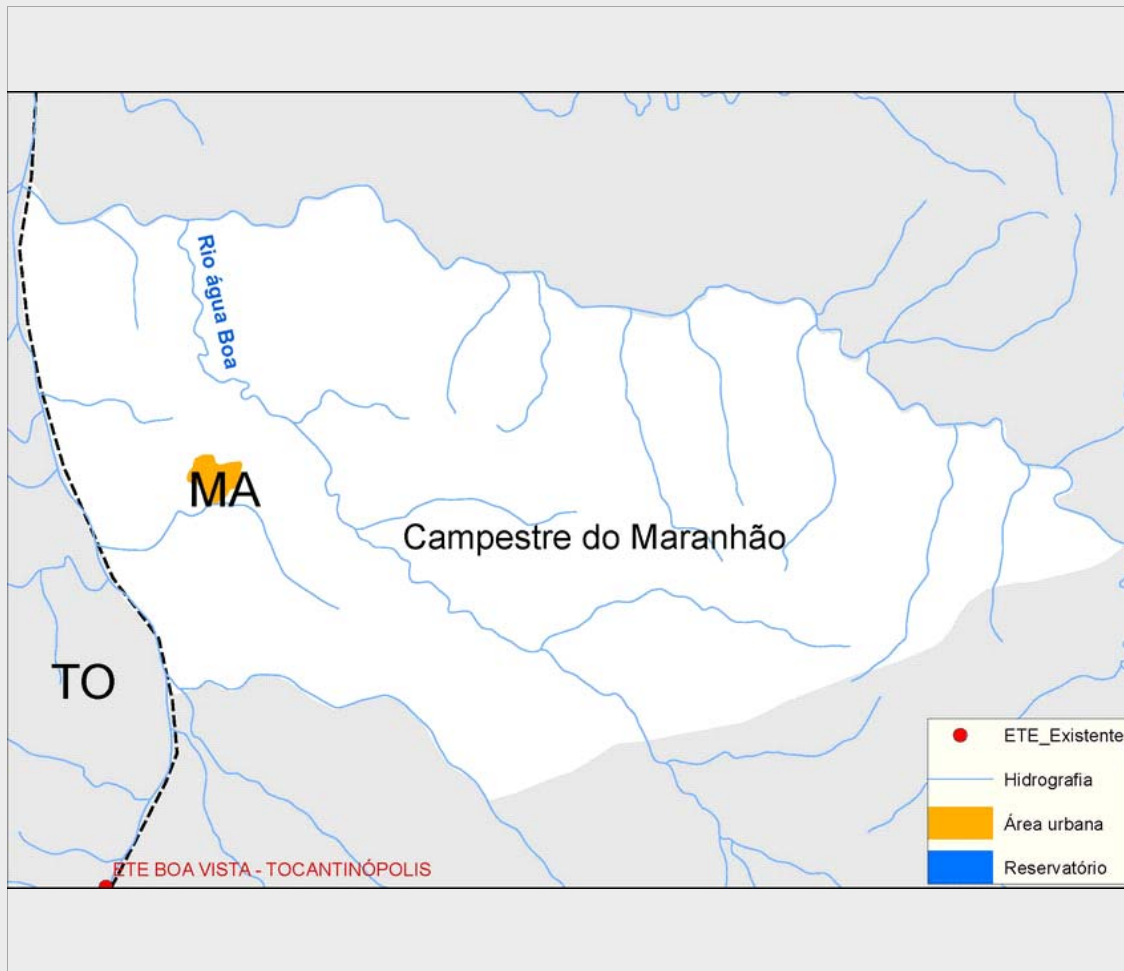 Rio água Boa
MA
Campestre do Maranhão
TO
ETE_Existente
Hidrografia
Área urbana
Reservatório
ETE BOA VISTA - TOCANTINÓPOLIS